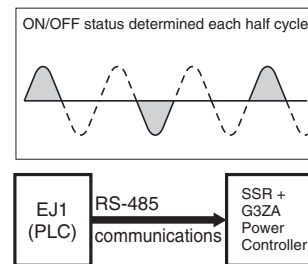 ON/OFF status determined each half cycle
EJ1
(PLC)
RS-485
communications
SSR +
G3ZA
Power
Controller